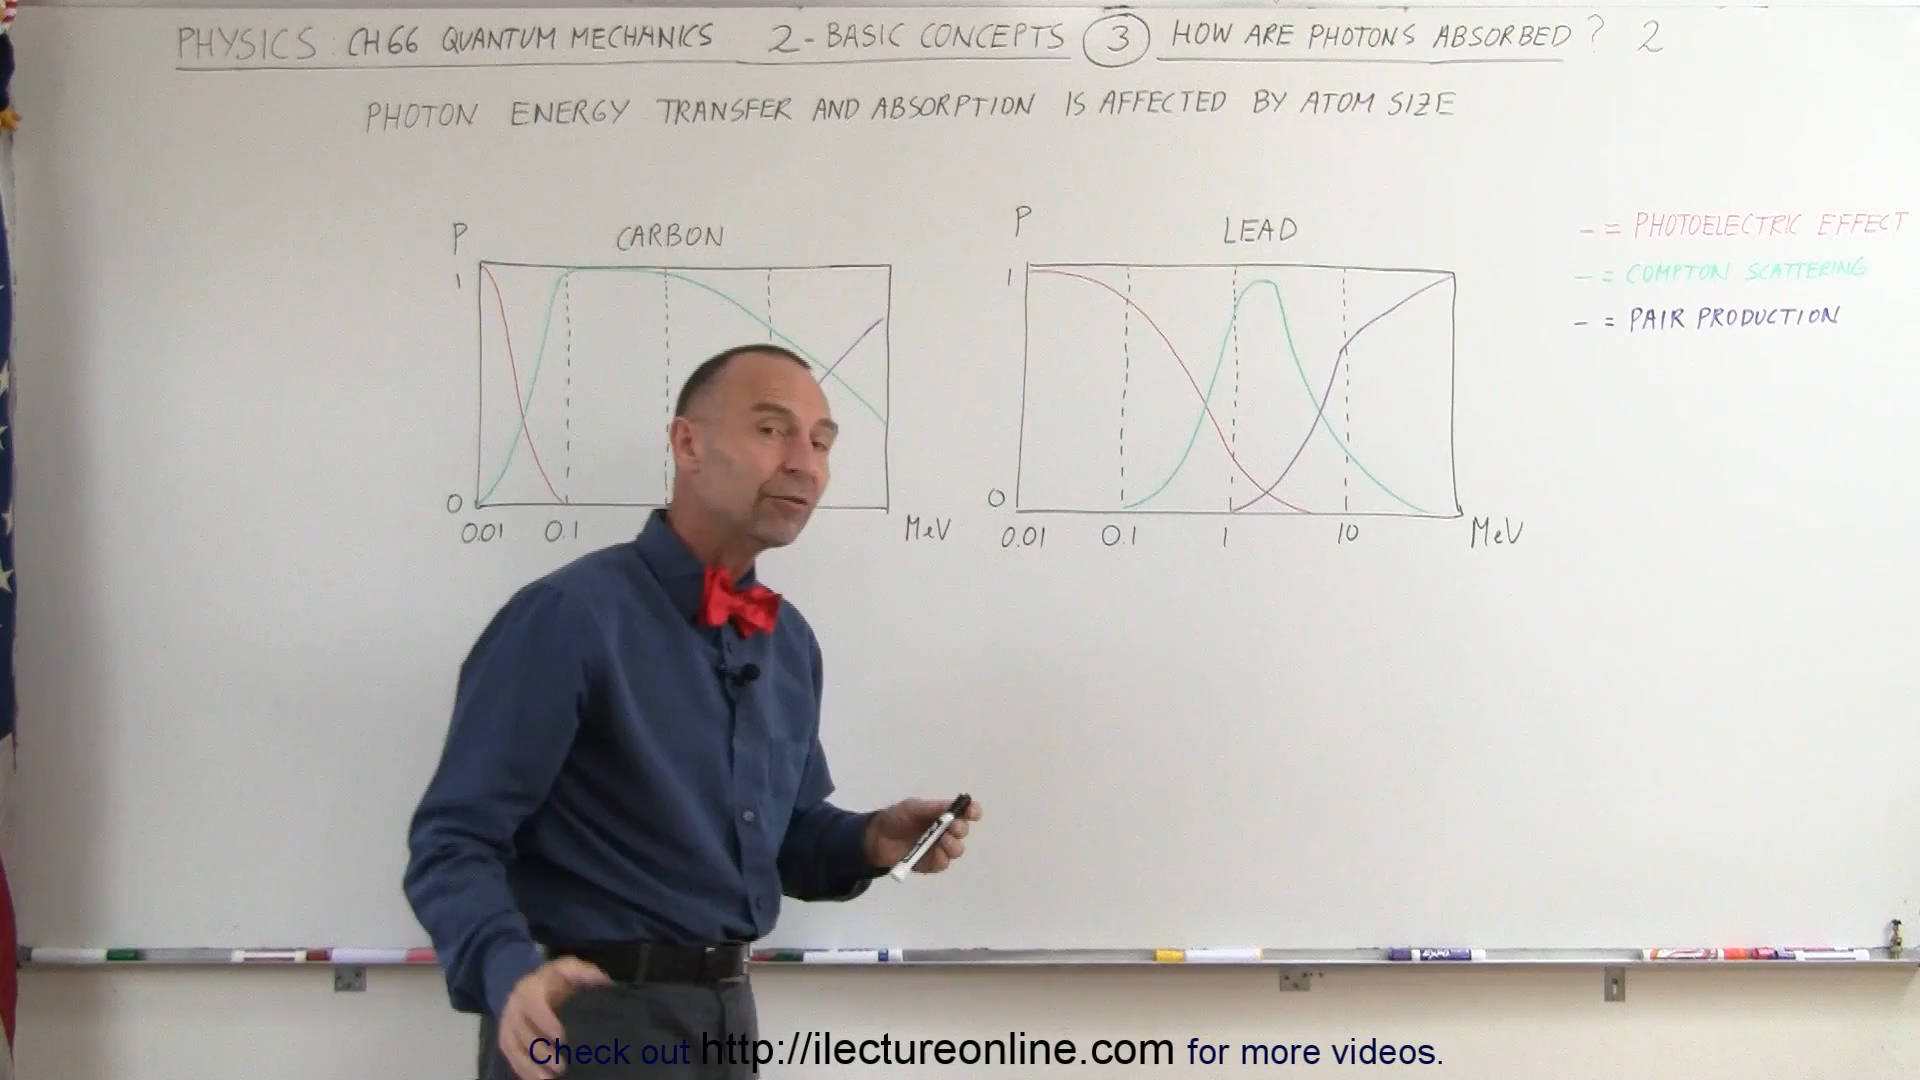 PHYSICS: CH66 QUANTUM MECHANICS 2-BASIC CONCEPTS 3 HOW ARE PHOTONS ABSORBED? 2
PHOTON ENERGY TRANSFER AND ABSORPTION IS AFFECTED BY ATOM SIZE
P CARBON
1
0
0.01 0.1 MeV
P LEAD
1
0
0.01 0.1 1 10 MeV
- = PHOTOELECTRIC EFFECT
- = COMPTON SCATTERING
- = PAIR PRODUCTION
EXPO
Check out http://ilectureonline.com for more videos.